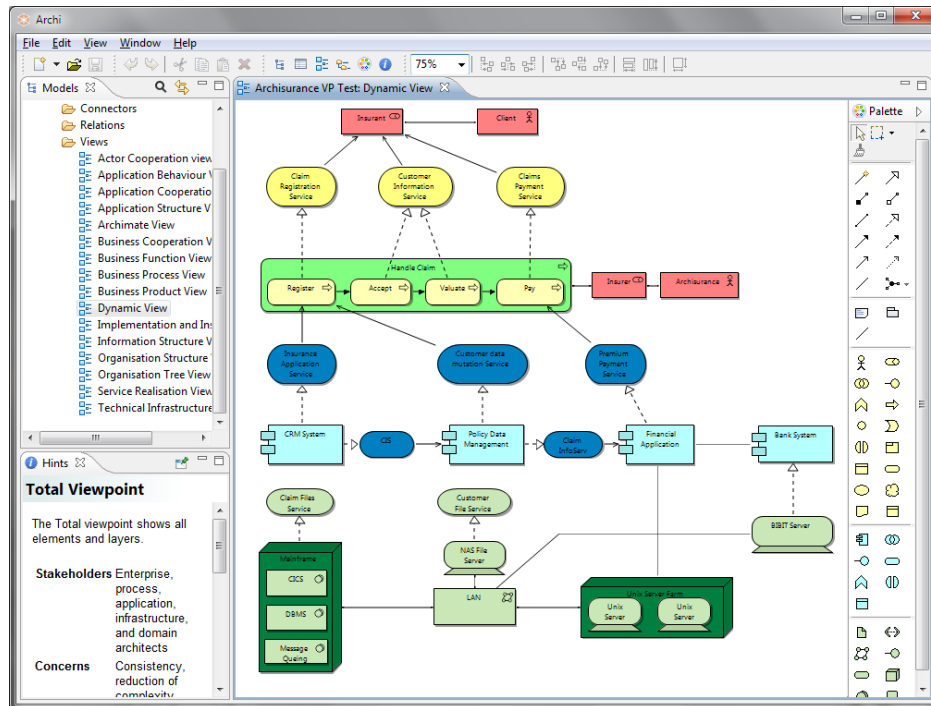 Archi
File Edit View Window Help
75%
Models
Connectors
Relations
Views
Actor Cooperation view
Application Behaviour V
Application Cooperatio
Application Structure V
Archimate View
Business Cooperation V
Business Function View
Business Process View
Business Product View
Dynamic View
Implementation and Ins
Information Structure V
Organisation Structure
Organisation Tree View
Service Realisation View
Technical Infrastructure
Hints
Total Viewpoint
The Total viewpoint shows all
elements and layers.
Stakeholders Enterprise,
process,
application,
infrastructure,
and domain
architects
Concerns Consistency,
reduction of
complexity
Archisurance VP Test: Dynamic View
Insurant
Client
Claim
Registration
Service
Customer
Information
Service
Claims
Payment
Service
Handle Claim
Register
Accept
Valuate
Pay
Insurer
Archisurance
Insurance
Application
Service
Customer data
mutation Service
Premium
Payment
Service
CRM System
CIS
Policy Data
Management
Claim
InfoServ
Financial
Application
Bank System
Claim Files
Service
Customer
File Service
BIBIT Server
Mainframe
CICS
DBMS
Message
Queing
NAS File
Server
LAN
Unix Server Farm
Unix
Server
Unix
Server
Palette